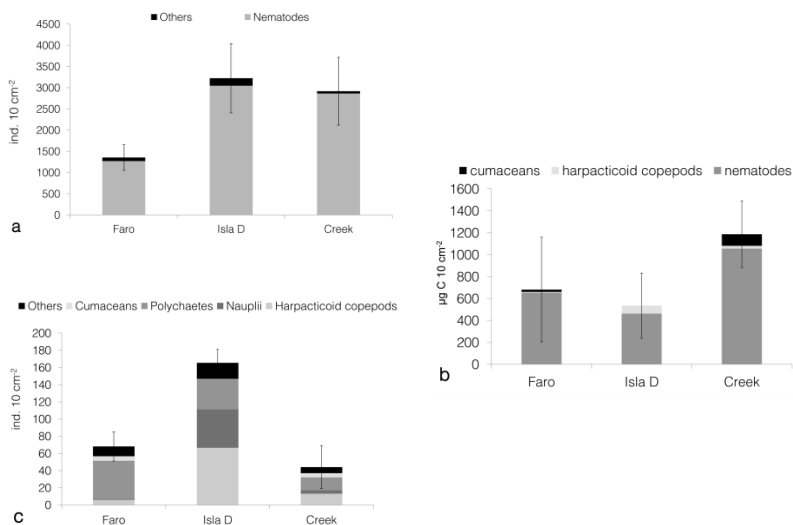 Others Nematodes
4500
4000
3500
3000
2500
2000
1500
1000
500
0
ind. 10 cm⁻²
Faro Isla D Creek
a
cumaceans harpacticoid copepods nematodes
1600
1400
1200
1000
800
600
400
200
0
µg C 10 cm⁻²
Faro Isla D Creek
b
Others Cumaceans Polychaetes Nauplii Harpacticoid copepods
200
180
160
140
120
100
80
60
40
20
0
ind. 10 cm⁻²
Faro Isla D Creek
c